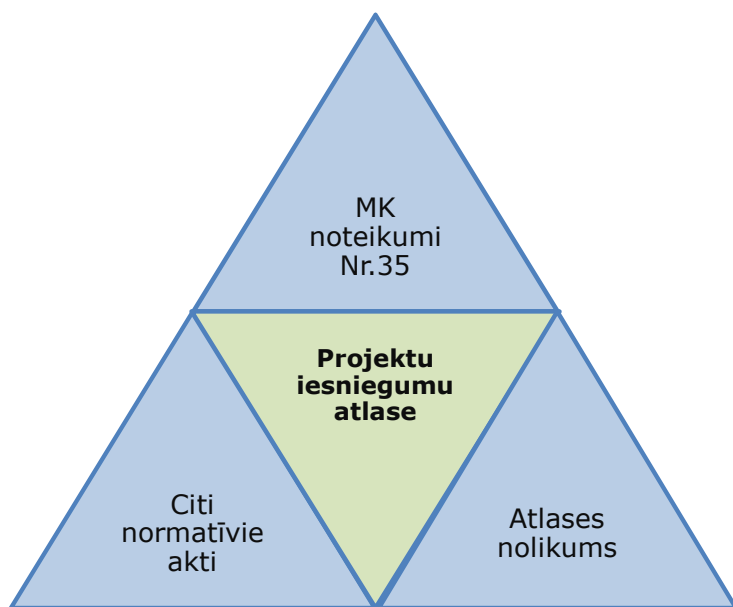 MK
noteikumi
Nr.35
Projektu
iesniegumu
atlase
Citi
normatīvie
akti
Atlases
nolikums